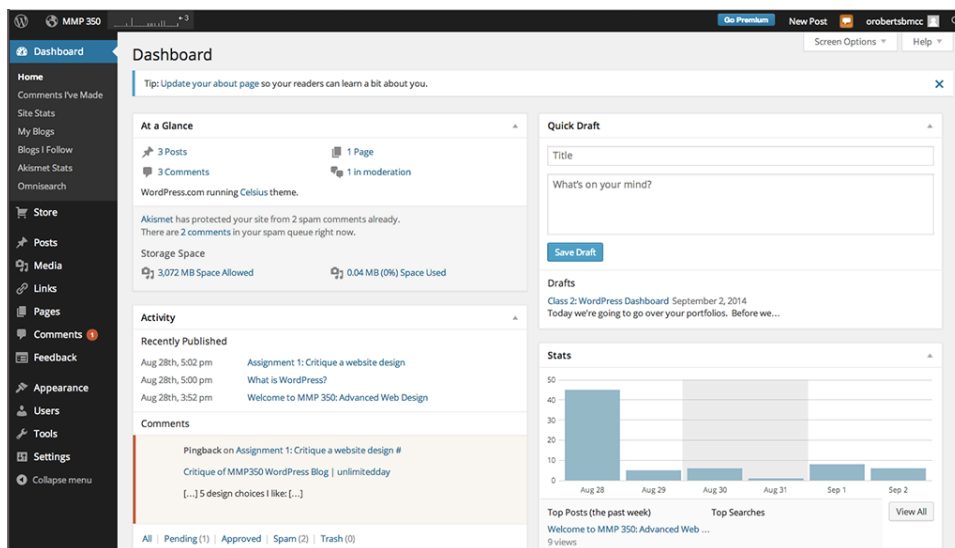 MMP 350
3
Go Premium
New Post
orobertsbmcc
Screen Options
Help
Dashboard
Home
Comments I've Made
Site Stats
My Blogs
Blogs I Follow
Akismet Stats
Omnisearch
Store
Posts
Media
Links
Pages
Comments 1
Feedback
Appearance
Users
Tools
Settings
Collapse menu
Dashboard
Tip: Update your about page so your readers can learn a bit about you.
At a Glance
3 Posts
1 Page
3 Comments
1 in moderation
WordPress.com running Celsius theme.
Akismet has protected your site from 2 spam comments already.
There are 2 comments in your spam queue right now.
Storage Space
3,072 MB Space Allowed
0.04 MB (0%) Space Used
Activity
Recently Published
Aug 28th, 5:02 pm Assignment 1: Critique a website design
Aug 28th, 5:00 pm What is WordPress?
Aug 28th, 3:52 pm Welcome to MMP 350: Advanced Web Design
Comments
Pingback on Assignment 1: Critique a website design #
Critique of MMP350 WordPress Blog | unlimitedday
[...] 5 design choices I like: [...]
All | Pending (1) | Approved | Spam (2) | Trash (0)
Quick Draft
Title
What's on your mind?
Save Draft
Drafts
Class 2: WordPress Dashboard September 2, 2014
Today we're going to go over your portfolios. Before we...
Stats
50
40
30
20
10
0
Aug 28
Aug 29
Aug 30
Aug 31
Sep 1
Sep 2
Top Posts (the past week)
Top Searches
View All
Welcome to MMP 350: Advanced Web ...
9 views